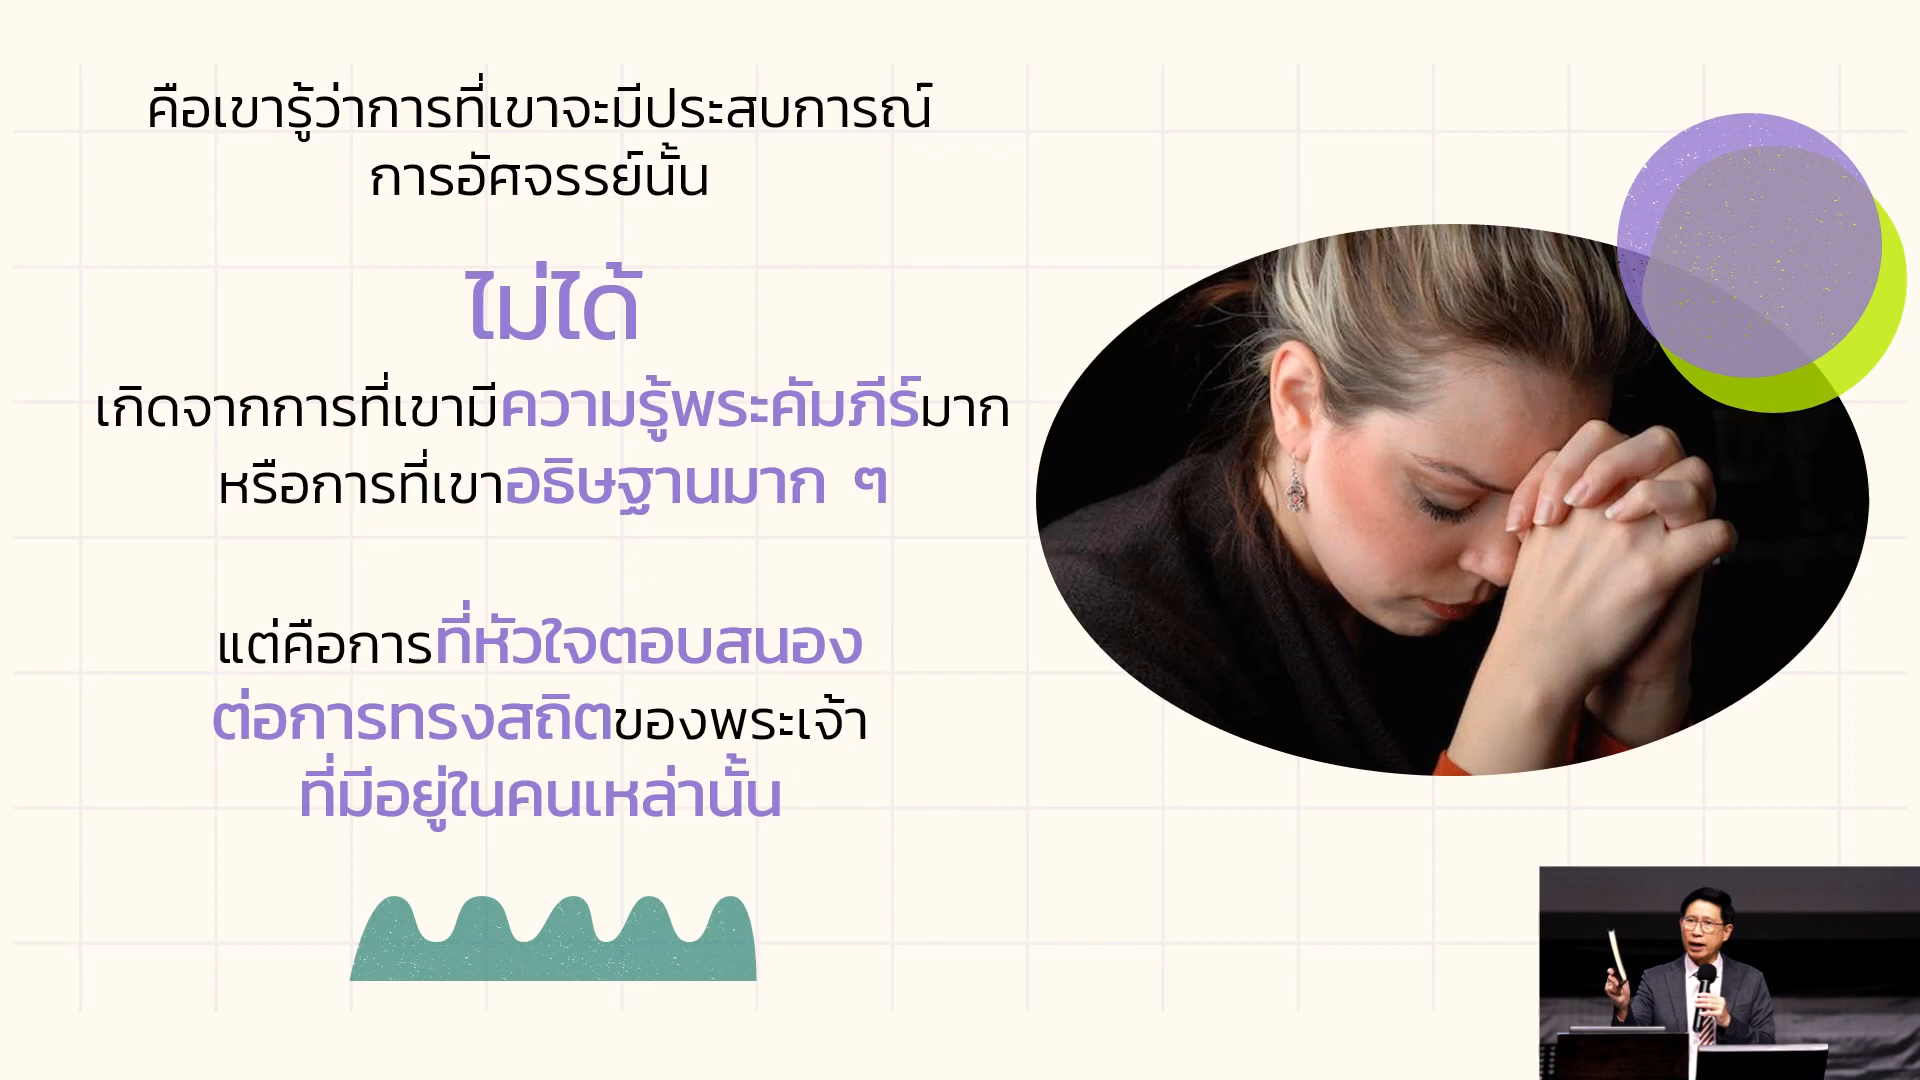 คือเขารู้ว่าการที่เขาจะมีประสบการณ์
การอัศจรรย์นั้น
ไม่ได้
เกิดจากการที่เขามีความรู้พระคัมภีร์มาก
หรือการที่เขาอธิษฐานมาก ๆ
แต่คือการที่หัวใจตอบสนอง
ต่อการทรงสถิตของพระเจ้า
ที่มีอยู่ในคนเหล่านั้น